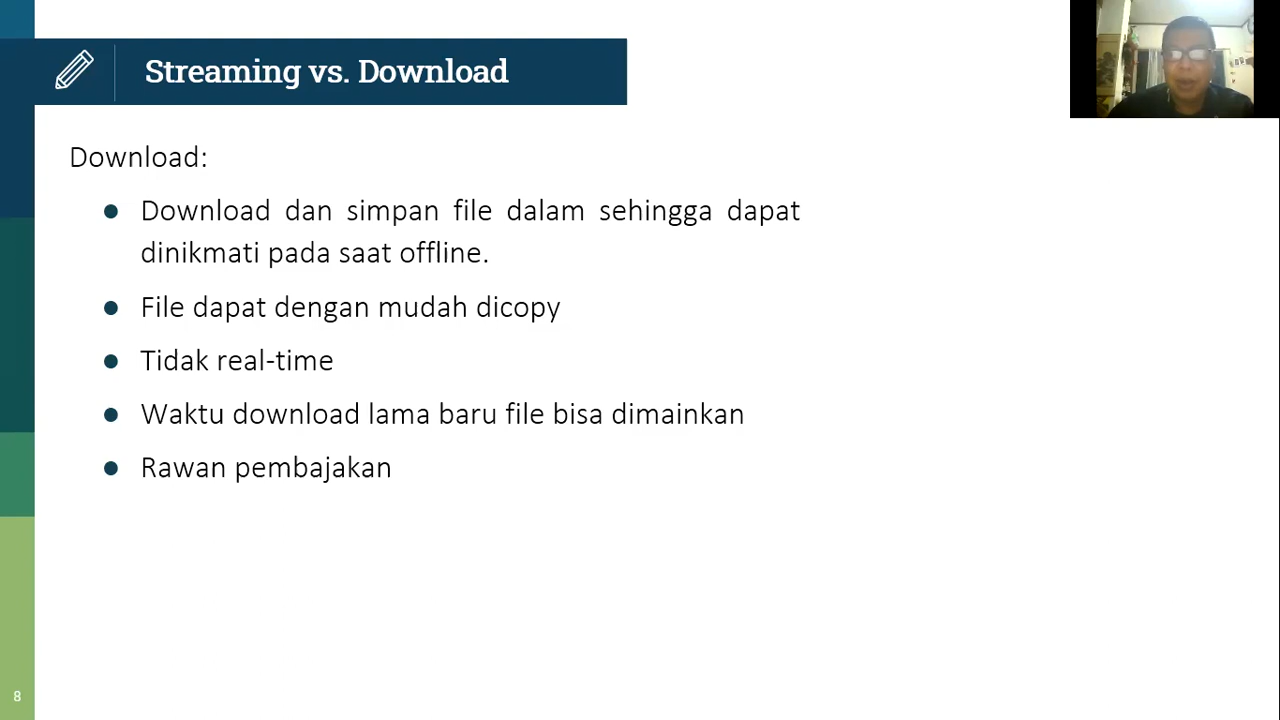 Streaming vs. Download
Download:
● Download dan simpan file dalam sehingga dapat
dinikmati pada saat offline.
● File dapat dengan mudah dicopy
● Tidak real-time
● Waktu download lama baru file bisa dimainkan
● Rawan pembajakan
8